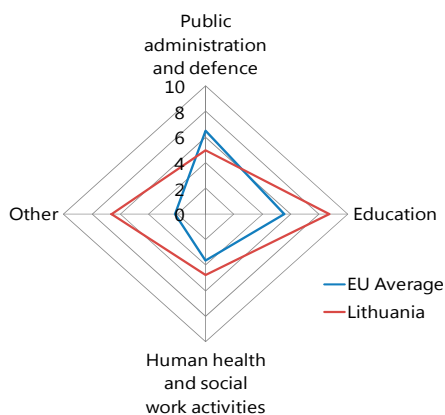 Public
administration
and defence
10
8
6
4
2
0
Other
Education
EU Average
Lithuania
Human health
and social
work activities